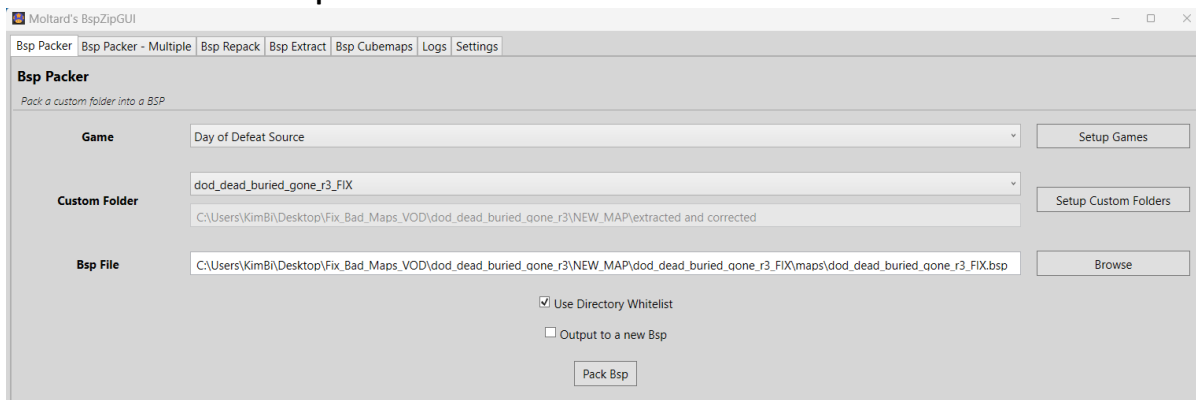 Moltard's BspZipGUI
Bsp Packer Bsp Packer - Multiple Bsp Repack Bsp Extract Bsp Cubemaps Logs Settings
Bsp Packer
Pack a custom folder into a BSP
Game Day of Defeat Source Setup Games
dod_dead_buried_gone_r3_FIX
Custom Folder Setup Custom Folders
C:\Users\KimBi\Desktop\Fix_Bad_Maps_VOD\dod_dead_buried_gone_r3\NEW_MAP\extracted and corrected
Bsp File C:\Users\KimBi\Desktop\Fix_Bad_Maps_VOD\dod_dead_buried_gone_r3\NEW_MAP\dod_dead_buried_gone_r3_FIX\maps\dod_dead_buried_gone_r3_FIX.bsp Browse
Use Directory Whitelist
Output to a new Bsp
Pack Bsp